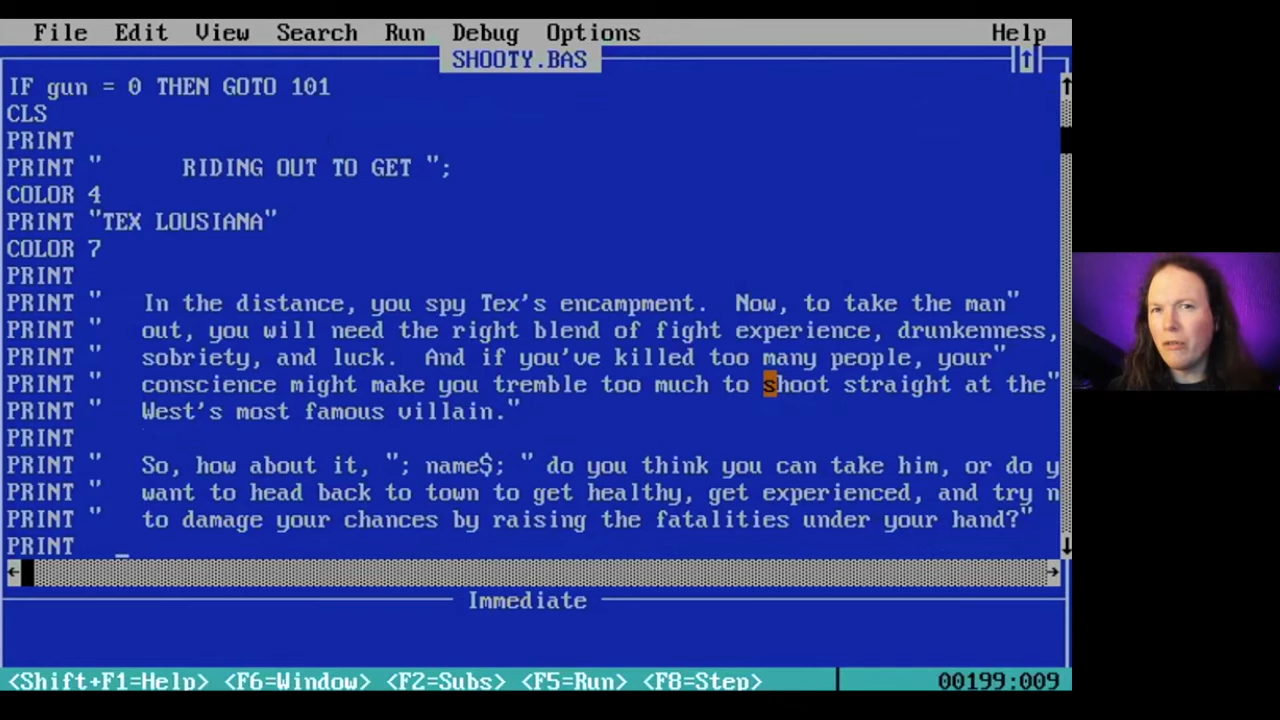 File Edit View Search Run Debug Options Help
SHOOTY.BAS
IF gun = 0 THEN GOTO 101
CLS
PRINT
PRINT "      RIDING OUT TO GET ";
COLOR 4
PRINT "TEX LOUSIANA"
COLOR 7
PRINT
PRINT "   In the distance, you spy Tex's encampment.  Now, to take the man"
PRINT "   out, you will need the right blend of fight experience, drunkenness,
PRINT "   sobriety, and luck.  And if you've killed too many people, your"
PRINT "   conscience might make you tremble too much to shoot straight at the"
PRINT "   West's most famous villain."
PRINT
PRINT "   So, how about it, "; name$; " do you think you can take him, or do y
PRINT "   want to head back to town to get healthy, get experienced, and try n
PRINT "   to damage your chances by raising the fatalities under your hand?"
PRINT
Immediate
<Shift+F1=Help> <F6=Window> <F2=Subs> <F5=Run> <F8=Step> 00199:009